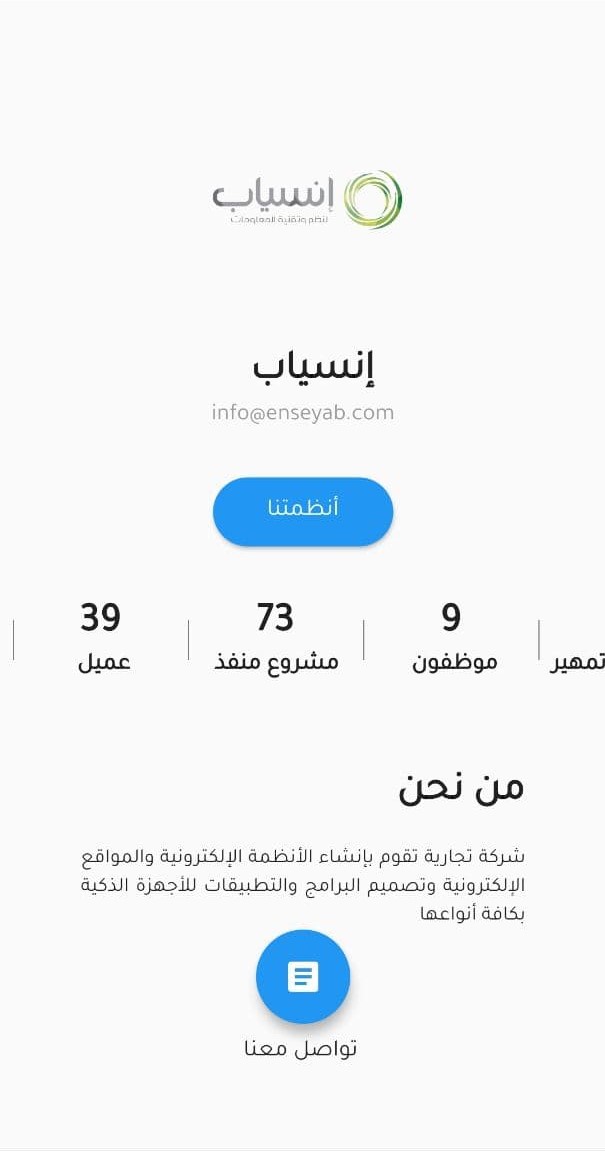 إنسياب
لنظم وتقنية المعلومات
إنسياب
info@enseyab.com
أنظمتنا
9
موظفون
73
مشروع منفذ
39
عميل
تمهير
من نحن
شركة تجارية تقوم بإنشاء الأنظمة الإلكترونية والمواقع
الإلكترونية وتصميم البرامج والتطبيقات للأجهزة الذكية
بكافة أنواعها
تواصل معنا